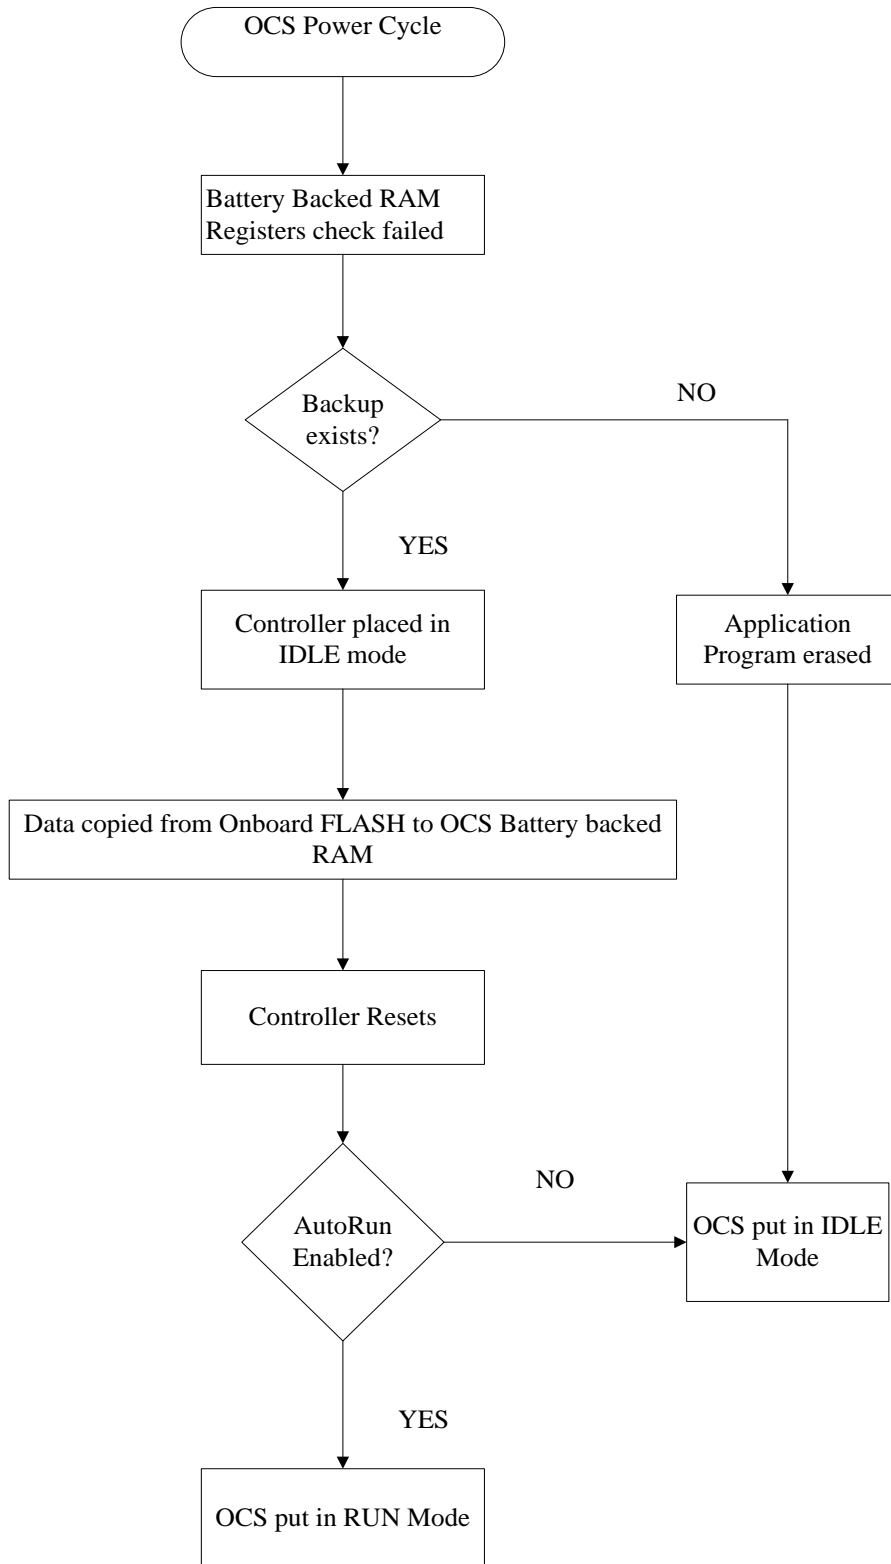 OCS Power Cycle
Battery Backed RAM
Registers check failed
Backup
exists?
NO
YES
Controller placed in
IDLE mode
Application
Program erased
Data copied from Onboard FLASH to OCS Battery backed
RAM
Controller Resets
AutoRun
Enabled?
NO
OCS put in IDLE
Mode
YES
OCS put in RUN Mode